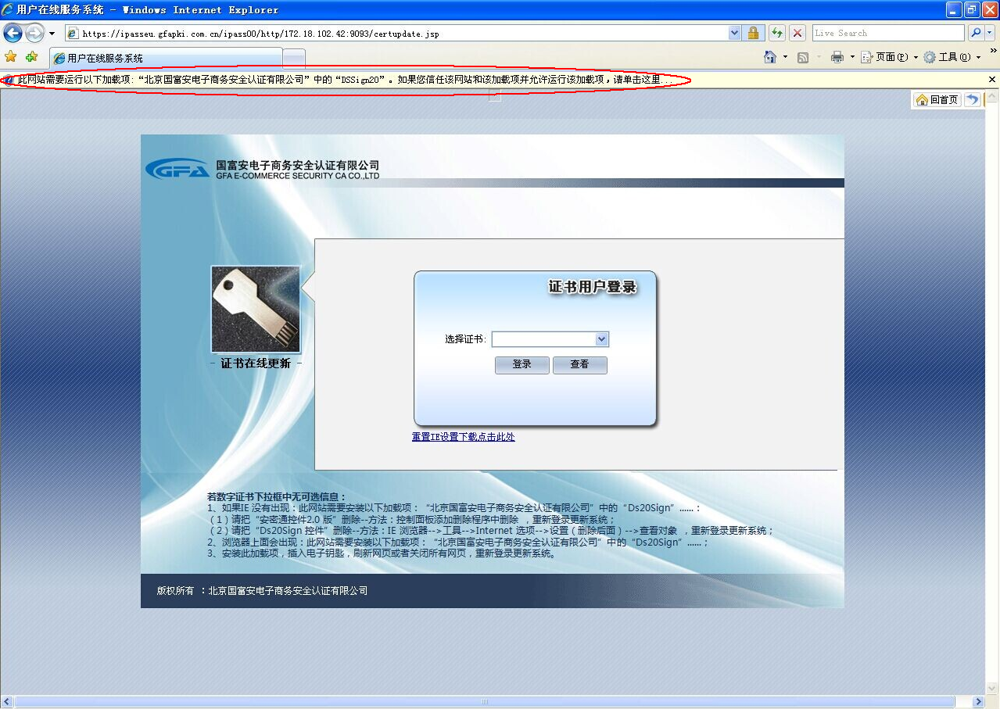 用户在线服务系统 - Windows Internet Explorer
https://ipasseu.gfapki.com.cn/ipass00/http/172.18.102.42:9093/certupdate.jsp
Live Search
用户在线服务系统
页面(P)
工具(O)
»
此网站需要运行以下加载项:“北京国富安电子商务安全认证有限公司”中的“DSSign20”。如果您信任该网站和该加载项并允许运行该加载项，请单击这里...
回首页
GFA
国富安电子商务安全认证有限公司
GFA E-COMMERCE SECURITY CA CO.,LTD
证书用户登录
选择证书:
登录 查看
- 证书在线更新 -
重置IE设置下载点击此处
若数字证书下拉框中无可选信息：
1、如果IE 没有出现：此网站需要安装以下加载项：“北京国富安电子商务安全认证有限公司”中的“Ds20Sign”......；
（1）请把“安密通控件2.0 版”删除--方法：控制面板添加删除程序中删除 ，重新登录更新系统；
（2）请把“Ds20Sign 控件”删除--方法：IE 浏览器-->工具-->Internet 选项-->设置（删除后面）-->查看对象 ，重新登录更新系统；
2、浏览器上面会出现：此网站需要安装以下加载项：“北京国富安电子商务安全认证有限公司”中的“Ds20Sign”......；
3、安装此加载项，插入电子钥匙，刷新网页或者关闭所有网页，重新登录更新系统。
版权所有 ：北京国富安电子商务安全认证有限公司